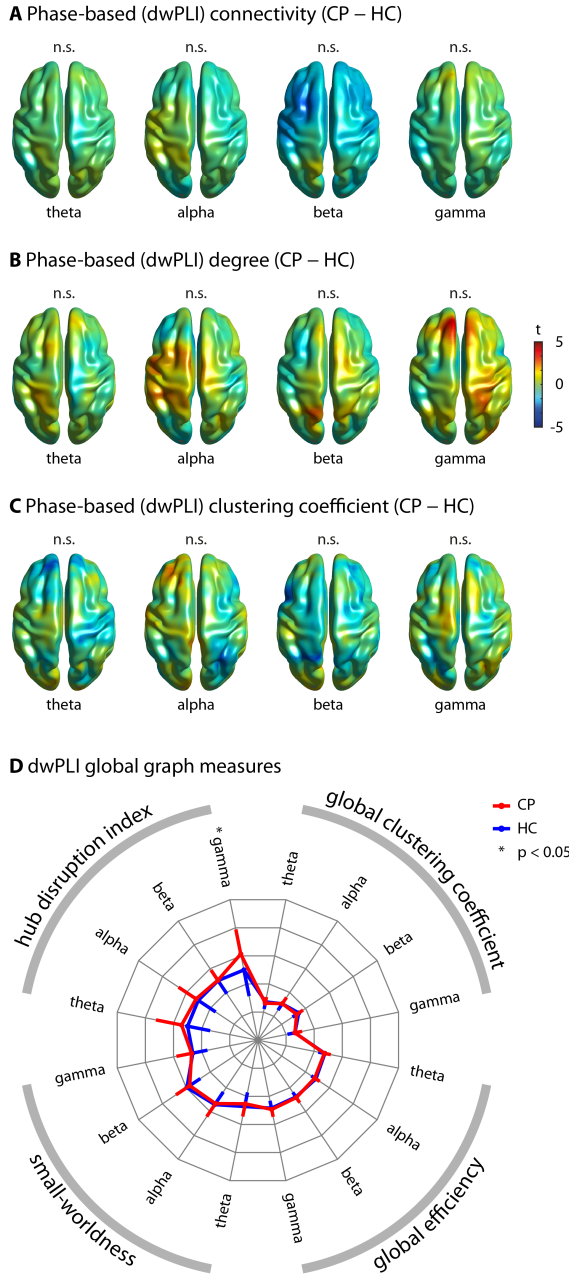 A Phase-based (dwPLI) connectivity (CP − HC)
n.s. n.s. n.s. n.s.
theta alpha beta gamma
B Phase-based (dwPLI) degree (CP − HC)
n.s. n.s. n.s. n.s.
t
5
0
-5
theta alpha beta gamma
C Phase-based (dwPLI) clustering coefficient (CP − HC)
n.s. n.s. n.s. n.s.
theta alpha beta gamma
D dwPLI global graph measures
CP
HC
* p < 0.05
global clustering coefficient
theta
alpha
beta
gamma
global efficiency
theta
alpha
beta
gamma
small-worldness
theta
alpha
beta
gamma
hub disruption index
theta
alpha
beta
* gamma